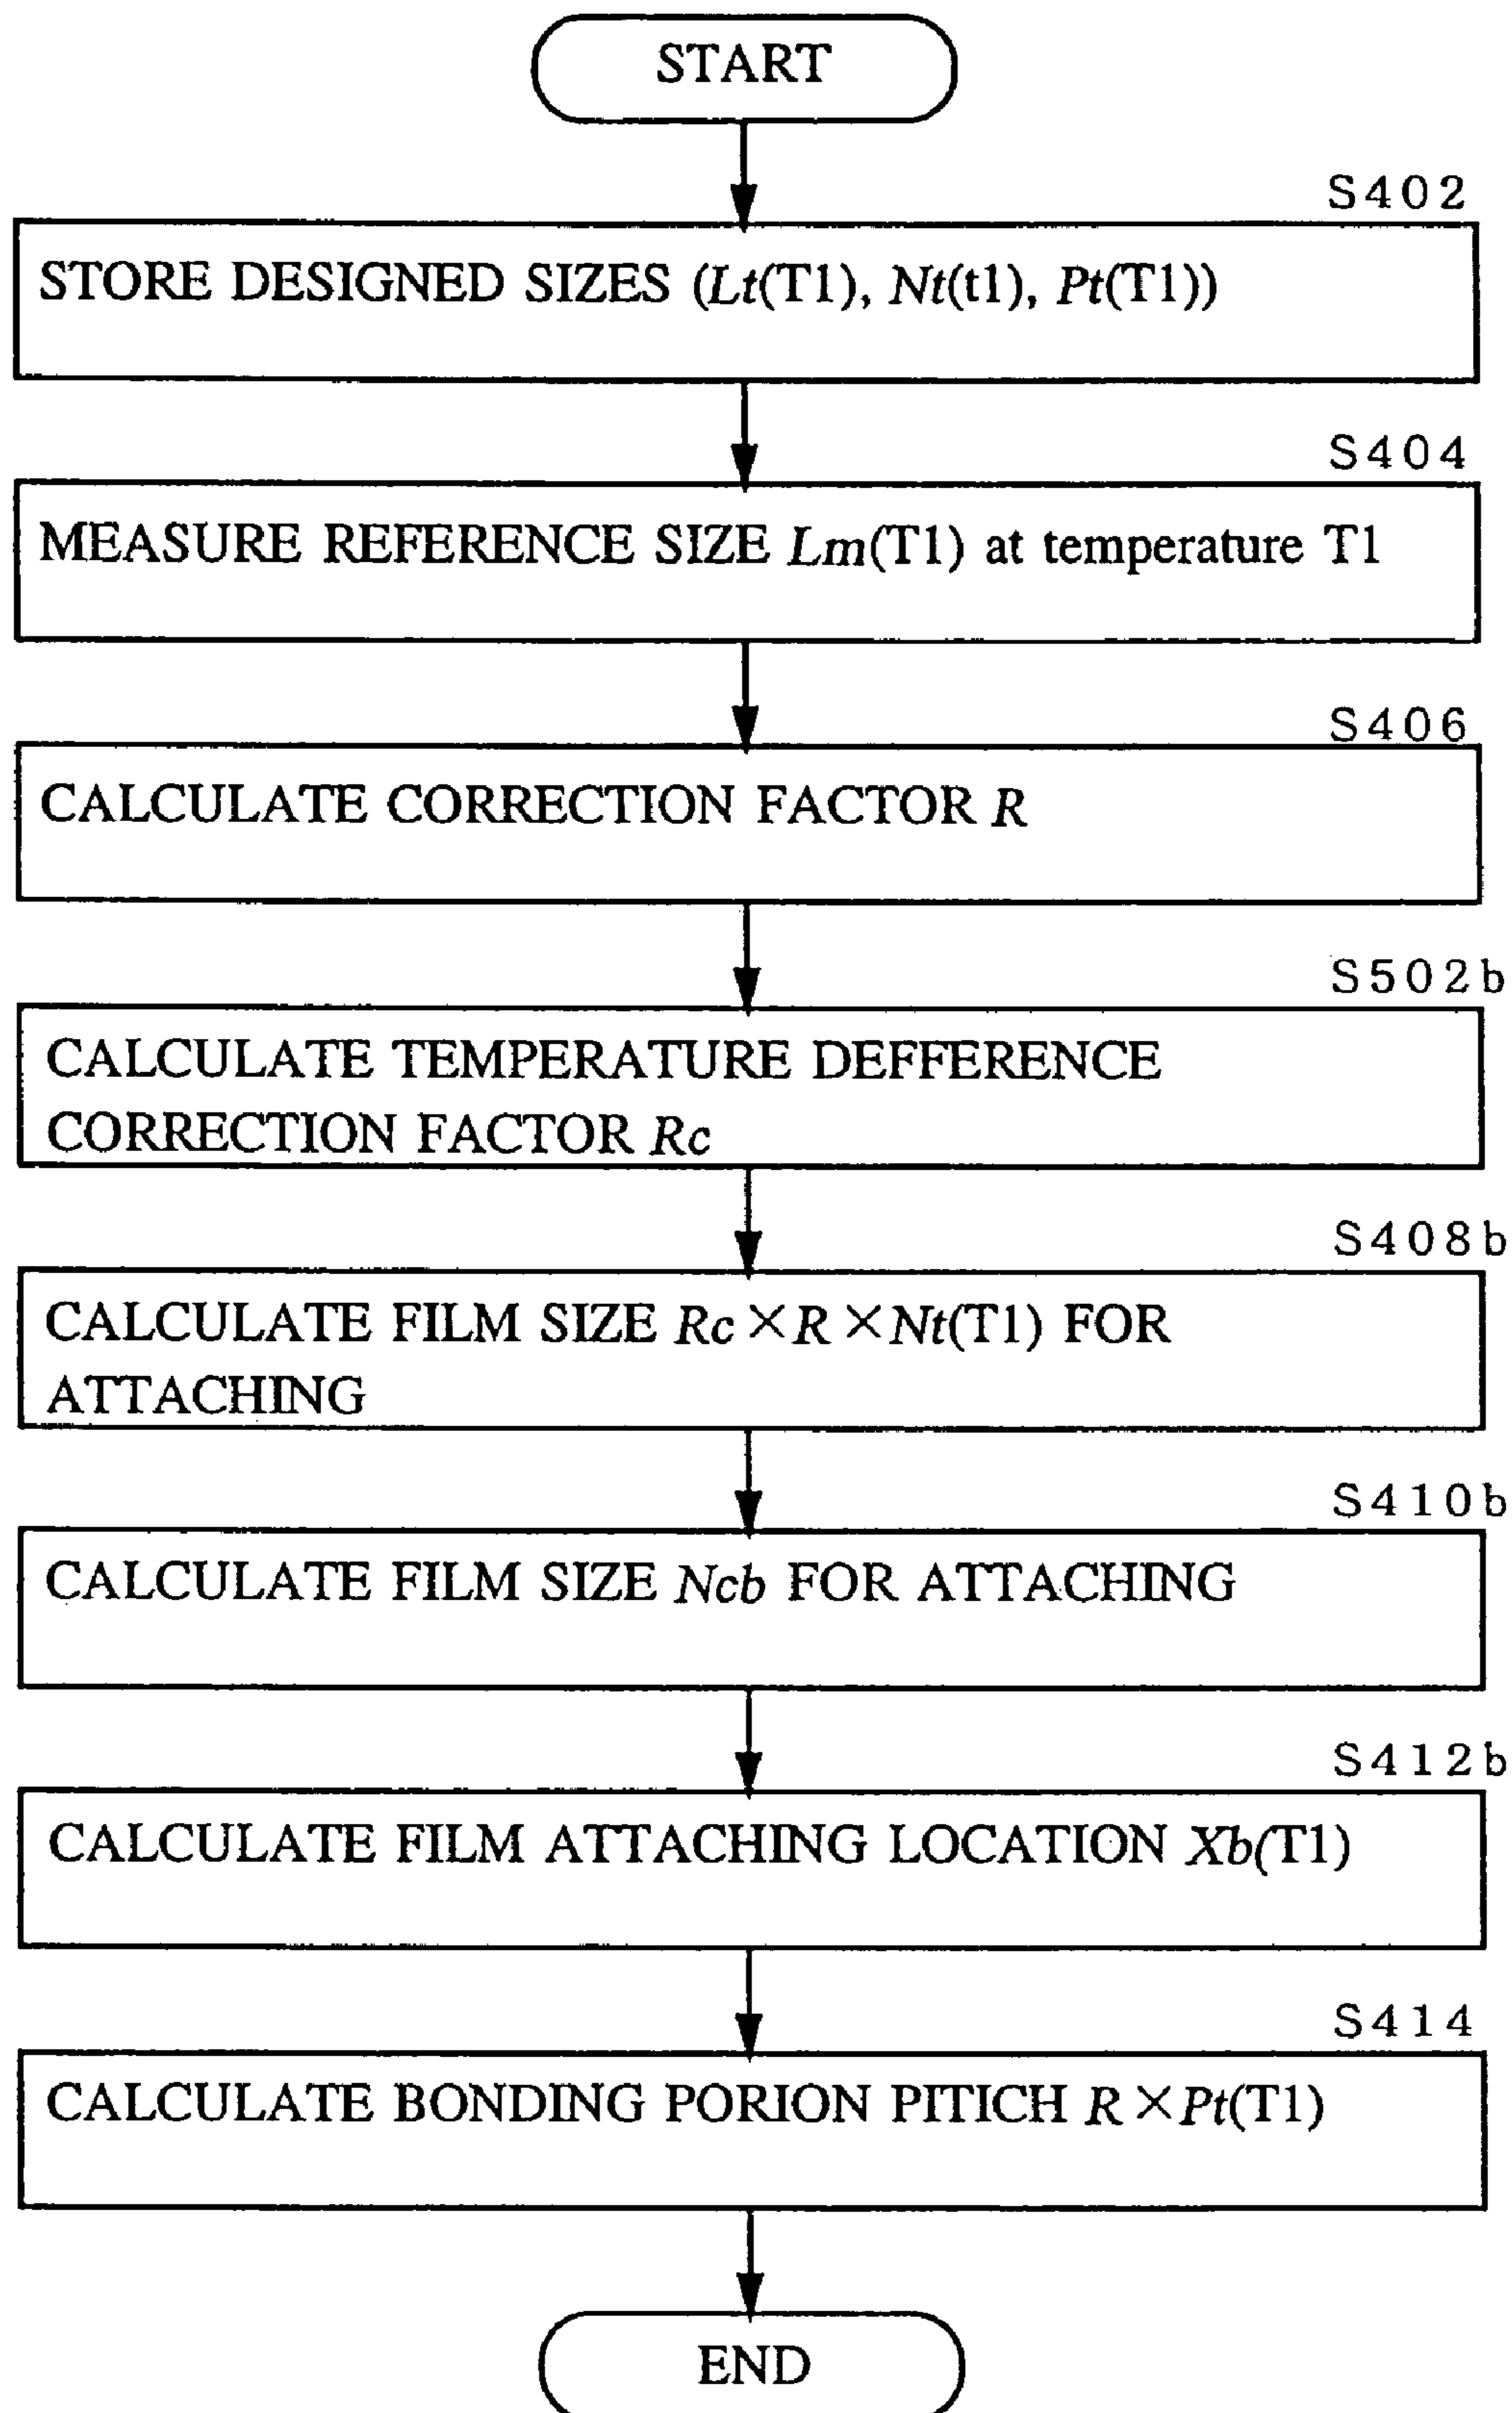 START
S402
STORE DESIGNED SIZES (Lt(T1), Nt(t1), Pt(T1))
S404
MEASURE REFERENCE SIZE Lm(T1) at temperature T1
S406
CALCULATE CORRECTION FACTOR R
S502b
CALCULATE TEMPERATURE DEFFERENCE
CORRECTION FACTOR Rc
S408b
CALCULATE FILM SIZE Rc×R×Nt(T1) FOR
ATTACHING
S410b
CALCULATE FILM SIZE Ncb FOR ATTACHING
S412b
CALCULATE FILM ATTACHING LOCATION Xb(T1)
S414
CALCULATE BONDING PORION PITICH R×Pt(T1)
END